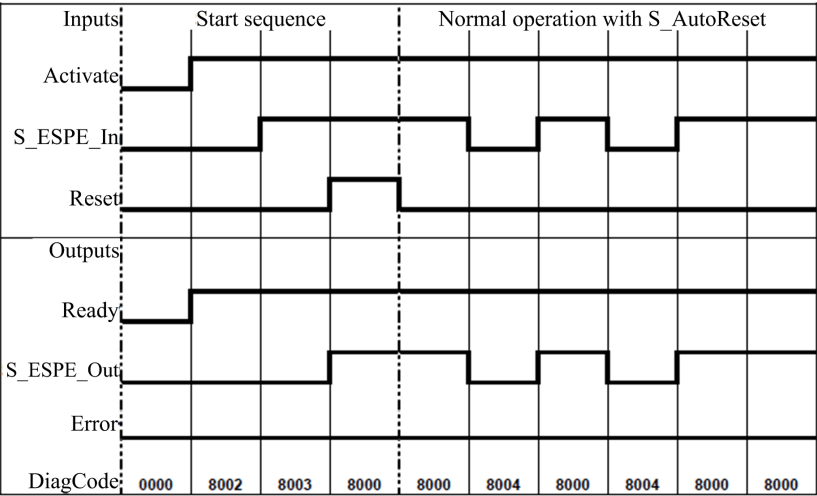 Inputs Start sequence Normal operation with S_AutoReset
Activate
S_ESPE_In
Reset
Outputs
Ready
S_ESPE_Out
Error
DiagCode 0000 8002 8003 8000 8000 8004 8000 8004 8000 8000